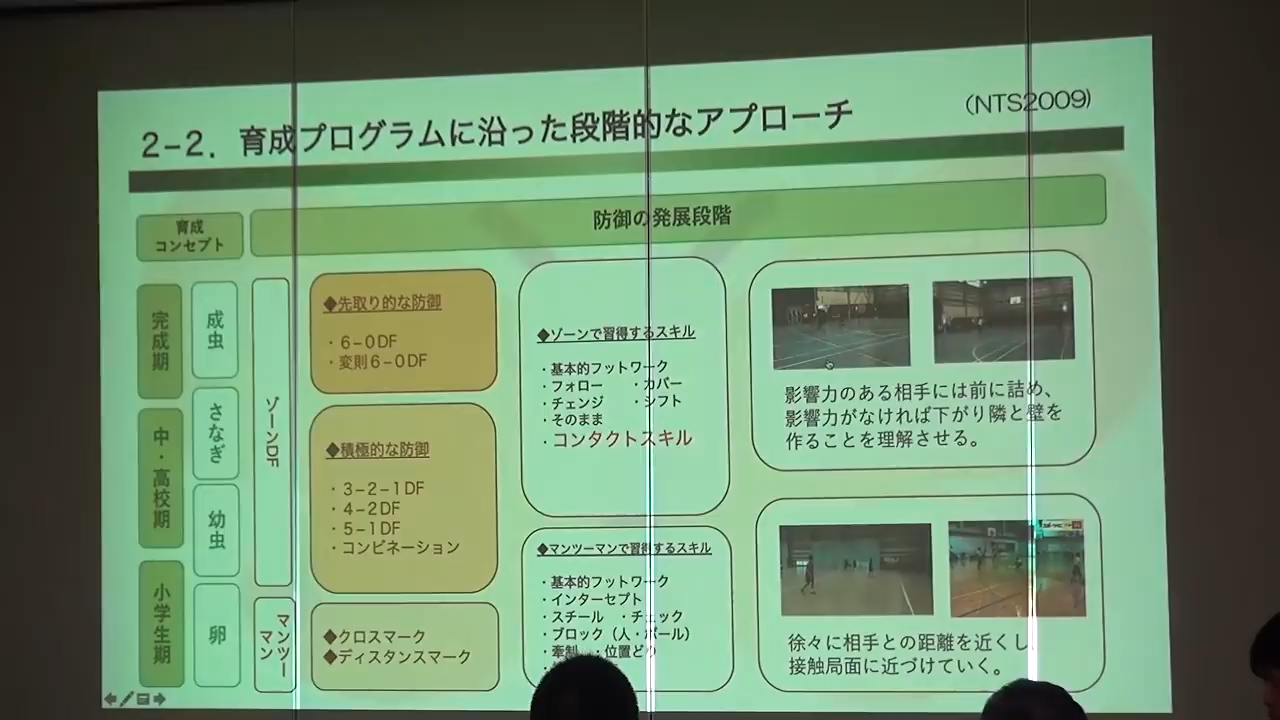 2-2. 育成プログラムに沿った段階的なアプローチ
(NTS2009)
育成
コンセプト
防御の発展段階
完成期
中・高校期
小学生期
成虫
さなぎ
幼虫
卵
ゾーンDF
マンツーマン
◆先取り的な防御
・6-0DF
・変則6-0DF
◆積極的な防御
・3-2-1DF
・4-2DF
・5-1DF
・コンビネーション
◆クロスマーク
◆ディスタンスマーク
◆ゾーンで習得するスキル
・基本的フットワーク
・フォロー ・カバー
・チェンジ ・シフト
・そのまま
・コンタクトスキル
◆マンツーマンで習得するスキル
・基本的フットワーク
・インターセプト
・スチール ・チェック
・ブロック（人・ボール）
・牽制 ・位置どり
影響力のある相手には前に詰め、
影響力がなければ下がり隣と壁を
作ることを理解させる。
徐々に相手との距離を近くし、
接触局面に近づけていく。